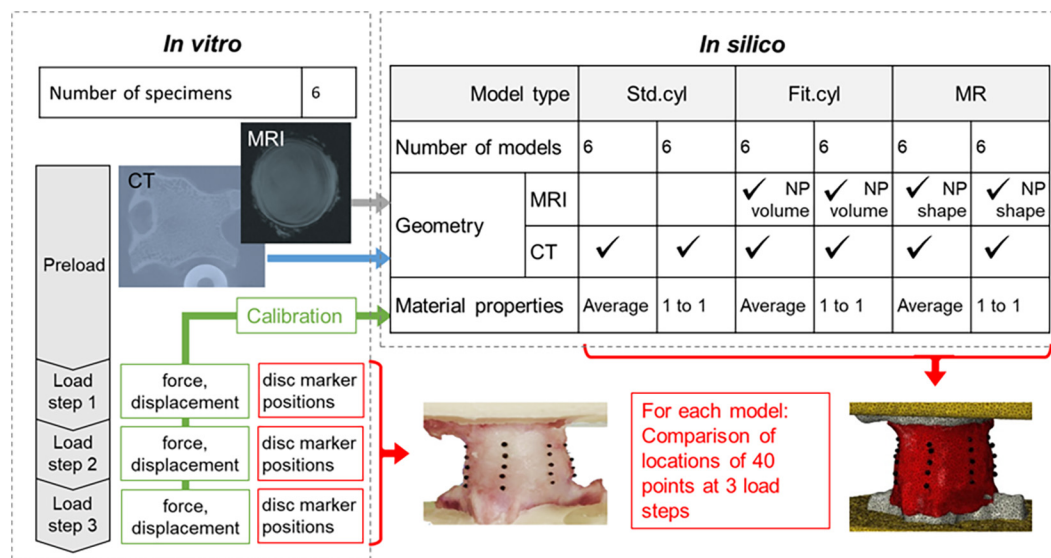 In vitro
Number of specimens 6
MRI
CT
Preload
Calibration
Load
step 1
force,
displacement
disc marker
positions
Load
step 2
force,
displacement
disc marker
positions
Load
step 3
force,
displacement
disc marker
positions
In silico
Model type Std.cyl Fit.cyl MR
Number of models 6 6 6 6 6 6
Geometry
MRI ✓ NP volume ✓ NP volume ✓ NP shape ✓ NP shape
CT ✓ ✓ ✓ ✓ ✓ ✓
Material properties Average 1 to 1 Average 1 to 1 Average 1 to 1
For each model:
Comparison of
locations of 40
points at 3 load
steps